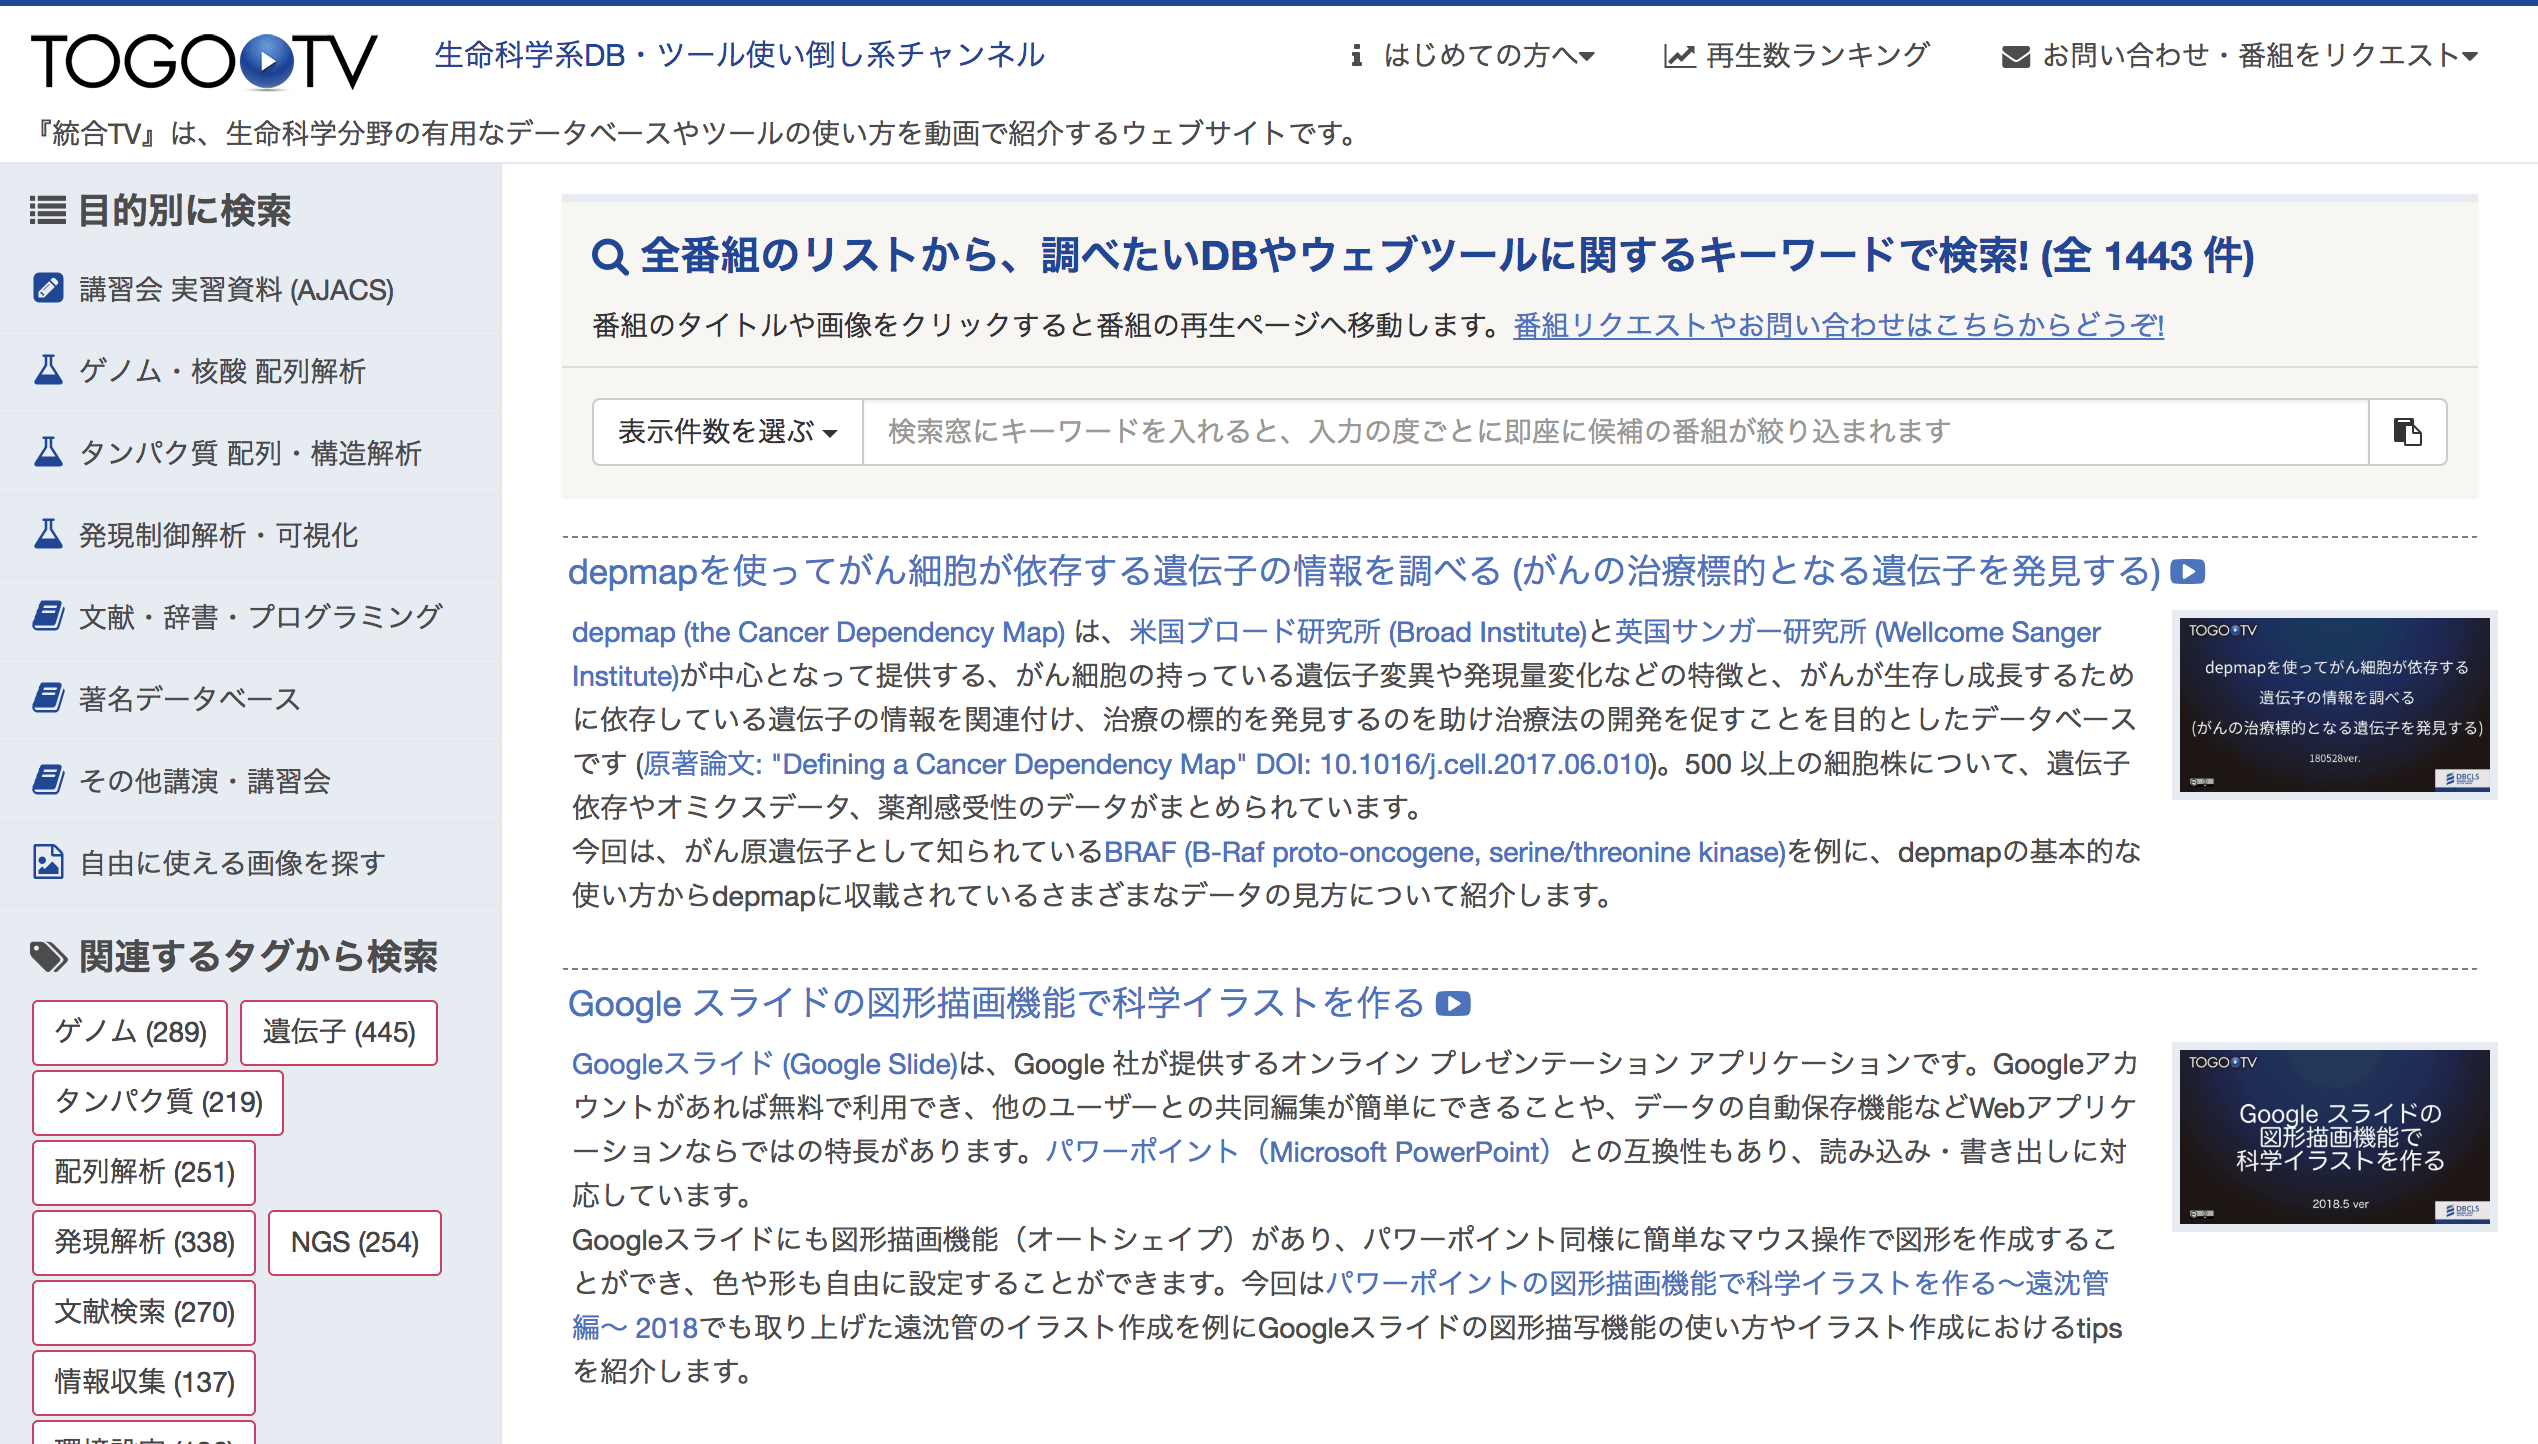 TOGO TV
生命科学系DB・ツール使い倒し系チャンネル
はじめての方へ
再生数ランキング
お問い合わせ・番組をリクエスト
『統合TV』は、生命科学分野の有用なデータベースやツールの使い方を動画で紹介するウェブサイトです。
目的別に検索
講習会 実習資料 (AJACS)
ゲノム・核酸 配列解析
タンパク質 配列・構造解析
発現制御解析・可視化
文献・辞書・プログラミング
著名データベース
その他講演・講習会
自由に使える画像を探す
関連するタグから検索
ゲノム (289)
遺伝子 (445)
タンパク質 (219)
配列解析 (251)
発現解析 (338)
NGS (254)
文献検索 (270)
情報収集 (137)
全番組のリストから、調べたいDBやウェブツールに関するキーワードで検索! (全 1443 件)
番組のタイトルや画像をクリックすると番組の再生ページへ移動します。番組リクエストやお問い合わせはこちらからどうぞ!
表示件数を選ぶ
検索窓にキーワードを入れると、入力の度ごとに即座に候補の番組が絞り込まれます
depmapを使ってがん細胞が依存する遺伝子の情報を調べる (がんの治療標的となる遺伝子を発見する)
depmap (the Cancer Dependency Map) は、米国ブロード研究所 (Broad Institute)と英国サンガー研究所 (Wellcome Sanger
Institute)が中心となって提供する、がん細胞の持っている遺伝子変異や発現量変化などの特徴と、がんが生存し成長するため
に依存している遺伝子の情報を関連付け、治療の標的を発見するのを助け治療法の開発を促すことを目的としたデータベース
です (原著論文: "Defining a Cancer Dependency Map" DOI: 10.1016/j.cell.2017.06.010)。500 以上の細胞株について、遺伝子
依存やオミクスデータ、薬剤感受性のデータがまとめられています。
今回は、がん原遺伝子として知られているBRAF (B-Raf proto-oncogene, serine/threonine kinase)を例に、depmapの基本的な
使い方からdepmapに収載されているさまざまなデータの見方について紹介します。
TOGO TV
depmapを使ってがん細胞が依存する
遺伝子の情報を調べる
(がんの治療標的となる遺伝子を発見する)
180528ver.
DBCLS
Google スライドの図形描画機能で科学イラストを作る
Googleスライド (Google Slide)は、Google 社が提供するオンライン プレゼンテーション アプリケーションです。Googleアカ
ウントがあれば無料で利用でき、他のユーザーとの共同編集が簡単にできることや、データの自動保存機能などWebアプリケ
ーションならではの特長があります。パワーポイント（Microsoft PowerPoint）との互換性もあり、読み込み・書き出しに対
応しています。
Googleスライドにも図形描画機能（オートシェイプ）があり、パワーポイント同様に簡単なマウス操作で図形を作成するこ
とができ、色や形も自由に設定することができます。今回はパワーポイントの図形描画機能で科学イラストを作る〜遠沈管
編〜 2018でも取り上げた遠沈管のイラスト作成を例にGoogleスライドの図形描写機能の使い方やイラスト作成におけるtips
を紹介します。
TOGO TV
Google スライドの
図形描画機能で
科学イラストを作る
2018.5 ver
DBCLS